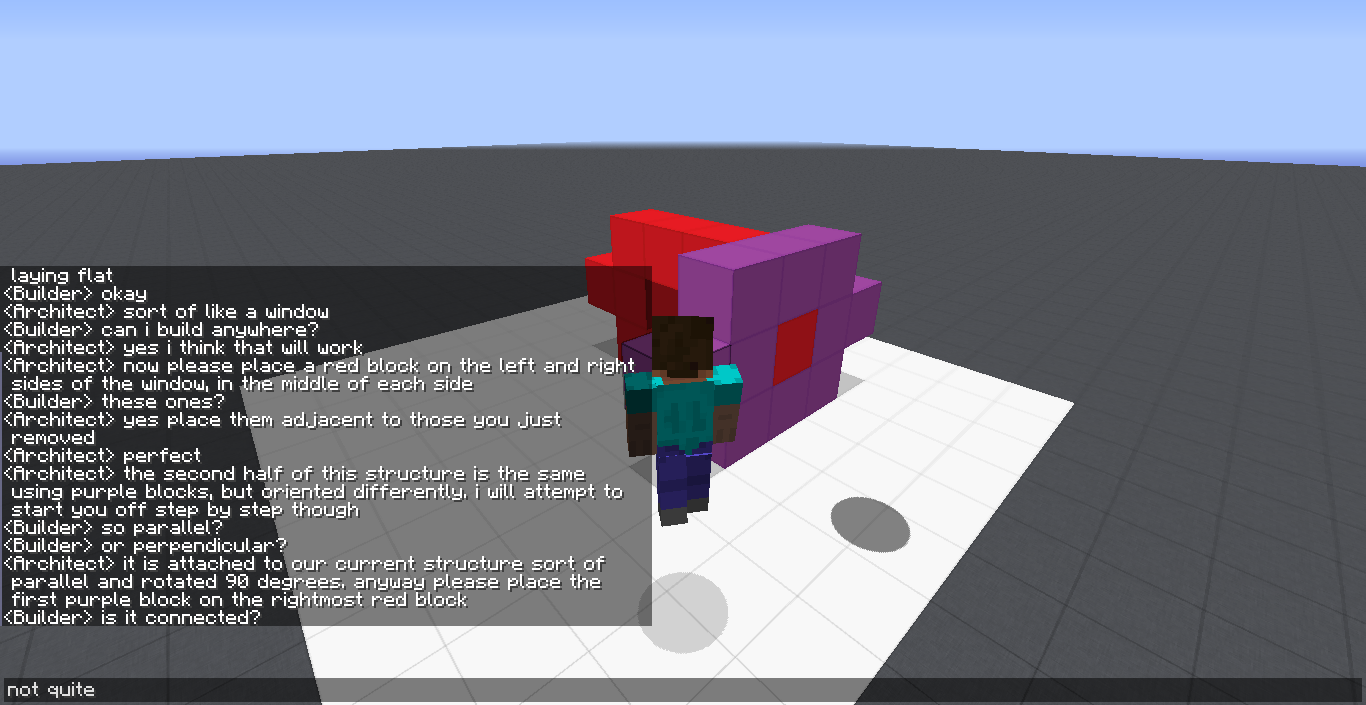 laying flat
<Builder> okay
<Architect> sort of like a window
<Builder> can i build anywhere?
<Architect> yes i think that will work
<Architect> now please place a red block on the left and right
sides of the window, in the middle of each side
<Builder> these ones?
<Architect> yes place them adjacent to those you just
removed
<Architect> perfect
<Architect> the second half of this structure is the same
using purple blocks, but oriented differently. i will attempt to
start you off step by step though
<Builder> so parallel?
<Builder> or perpendicular?
<Architect> it is attached to our current structure sort of
parallel and rotated 90 degrees. anyway please place the
first purple block on the rightmost red block
<Builder> is it connected?
not quite